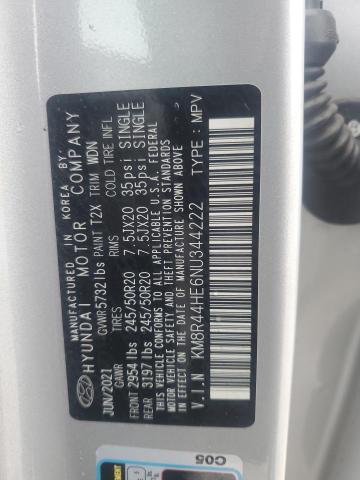 MANUFACTURED IN KOREA BY:
HYUNDAI MOTOR COMPANY
GVWR 5732 lbs PAINT T2X TRIM WDN
JUN/2021 GAWR TIRES RIMS COLD TIRE INFL
FRONT 2954 lbs 245/50R20 7.5JX20 35psi SINGLE
REAR 3197 lbs 245/50R20 7.5JX20 35psi SINGLE
THIS VEHICLE CONFORMS TO ALL APPLICABLE U.S.A. FEDERAL
MOTOR VEHICLE SAFETY AND THEFT PREVENTION
STANDARDS IN EFFECT ON THE DATE OF MANUFACTURE SHOWN ABOVE
V.I.N : KM8R44HE6NU344222 TYPE : MPV
C05